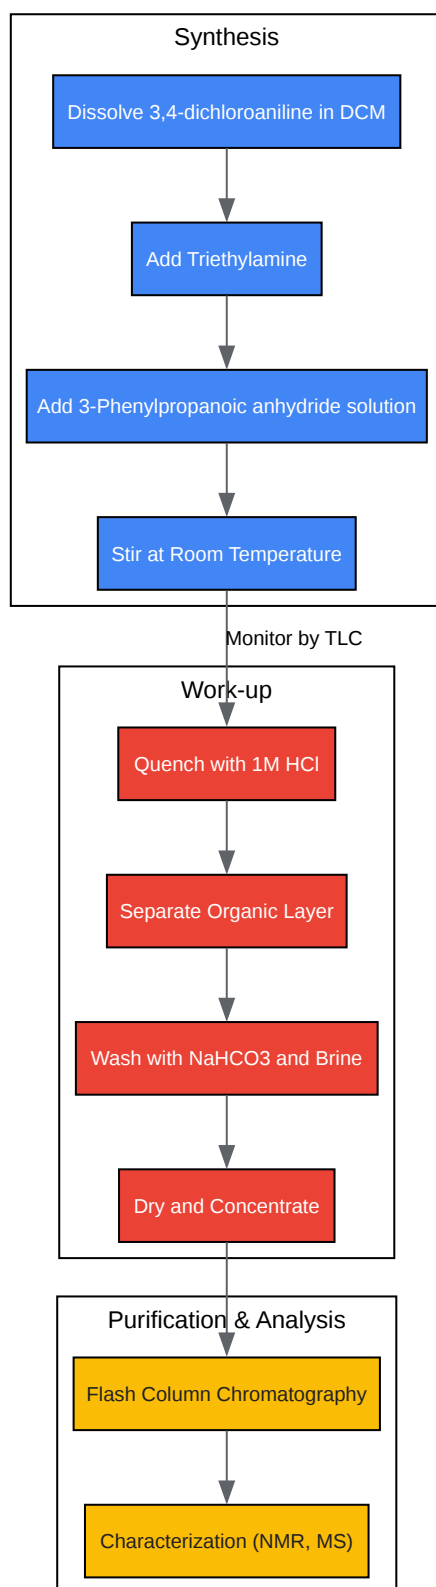 Synthesis
Dissolve 3,4-dichloroaniline in DCM
Add Triethylamine
Add 3-Phenylpropanoic anhydride solution
Stir at Room Temperature
Monitor by TLC
Work-up
Quench with 1M HCl
Separate Organic Layer
Wash with NaHCO3 and Brine
Dry and Concentrate
Purification & Analysis
Flash Column Chromatography
Characterization (NMR, MS)